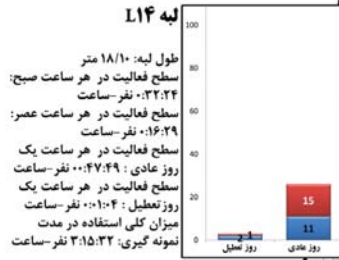 لبه L۱۴
طول لبه: ۱۸/۱۰ متر
سطح فعالیت در هر ساعت صبح:
۰:۳۲:۲۴ نفر-ساعت
سطح فعالیت در هر ساعت عصر:
۰:۱۶:۲۹ نفر-ساعت
سطح فعالیت در هر ساعت یک
روز عادی : ۰۰:۴۷:۴۹ نفر-ساعت
سطح فعالیت در هر ساعت یک
روزتعطیل : ۰:۰۱:۰۴ نفر-ساعت
میزان کلی استفاده در مدت
نمونه گیری: ۳:۱۵:۳۲ نفر-ساعت
100
80
60
40
20
0
15
11
1
2
روز تعطیل
روز عادی